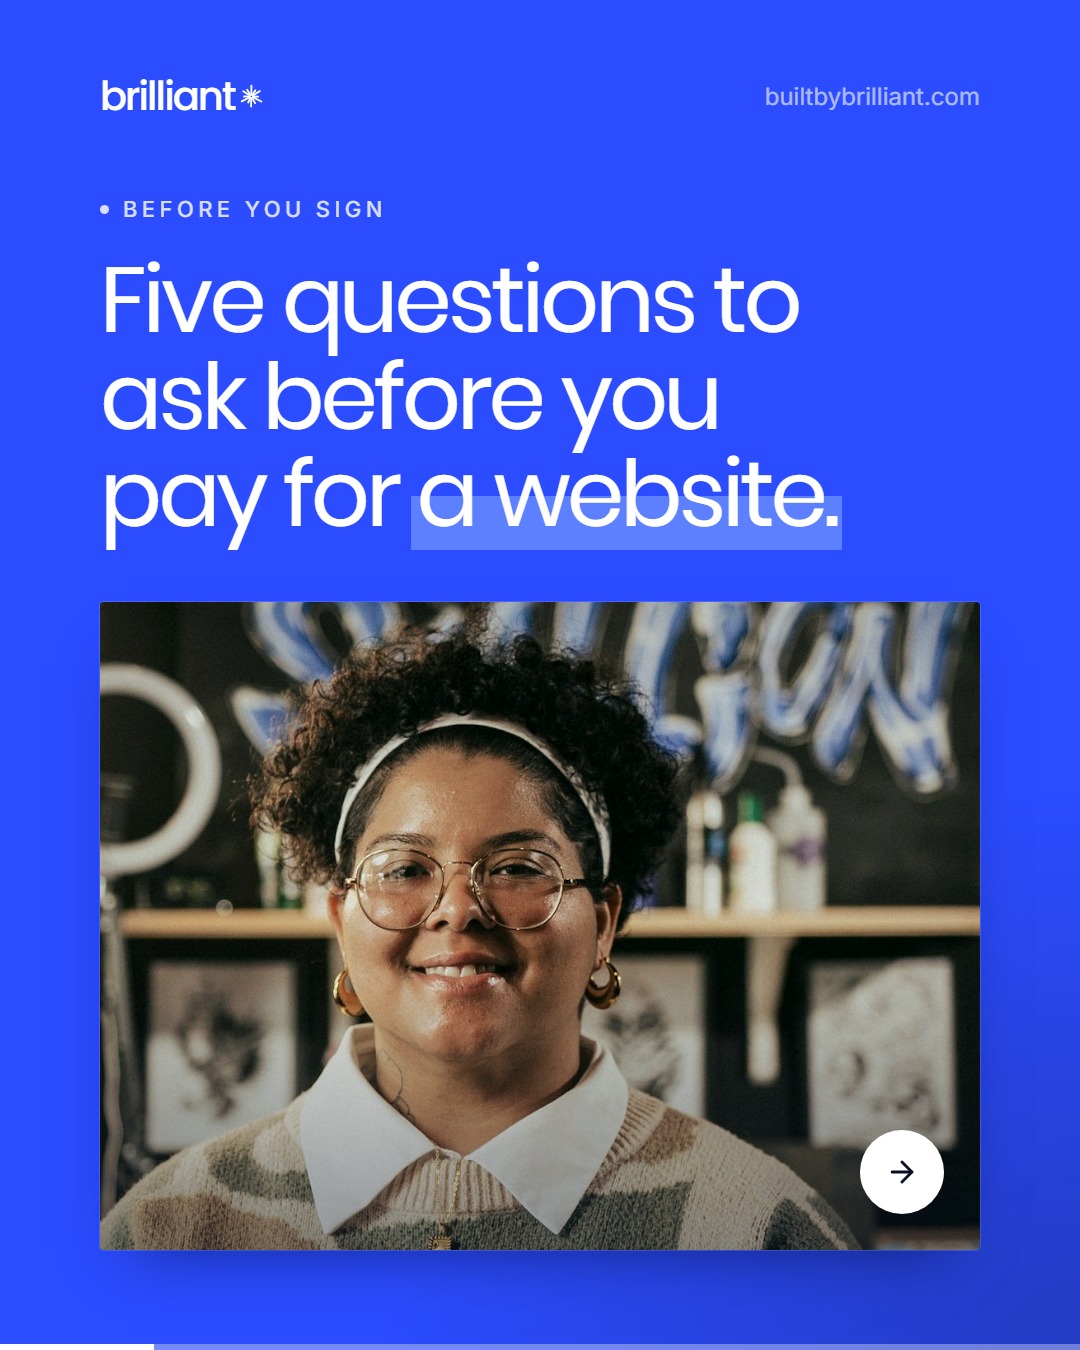 brilliant
builtbybrilliant.com
BEFORE YOU SIGN
Five questions to
ask before you
pay for a website.